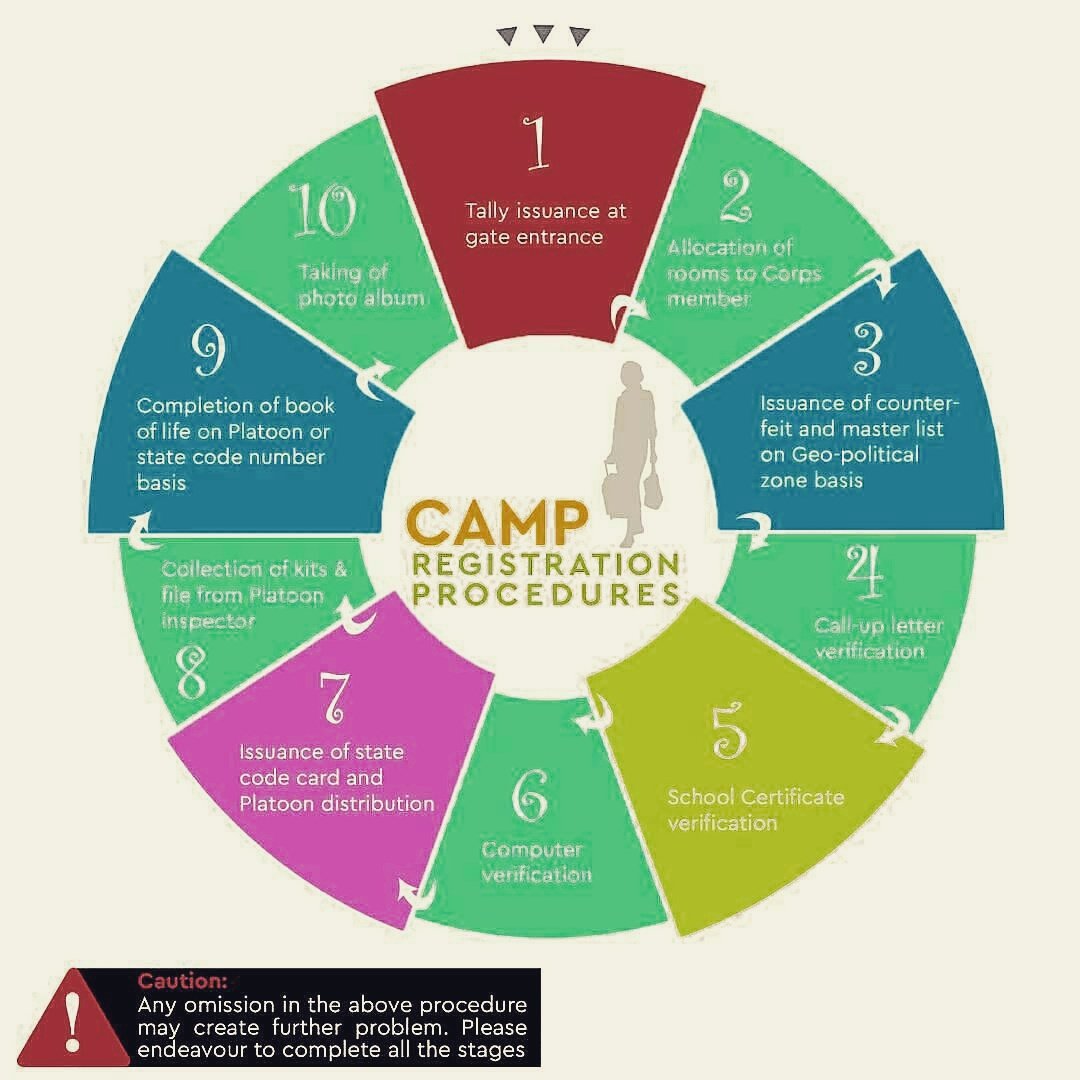 CAMP
REGISTRATION
PROCEDURES
1
Tally issuance at
gate entrance
2
Allocation of
rooms to Corps
member
3
Issuance of counter-
feit and master list
on Geo-political
zone basis
4
Call-up letter
verification
5
School Certificate
verification
6
Computer
verification
7
Issuance of state
code card and
Platoon distribution
Collection of kits &
file from Platoon
inspector
8
9
Completion of book
of life on Platoon or
state code number
basis
10
Taking of
photo album
!
Caution:
Any omission in the above procedure
may create further problem. Please
endeavour to complete all the stages